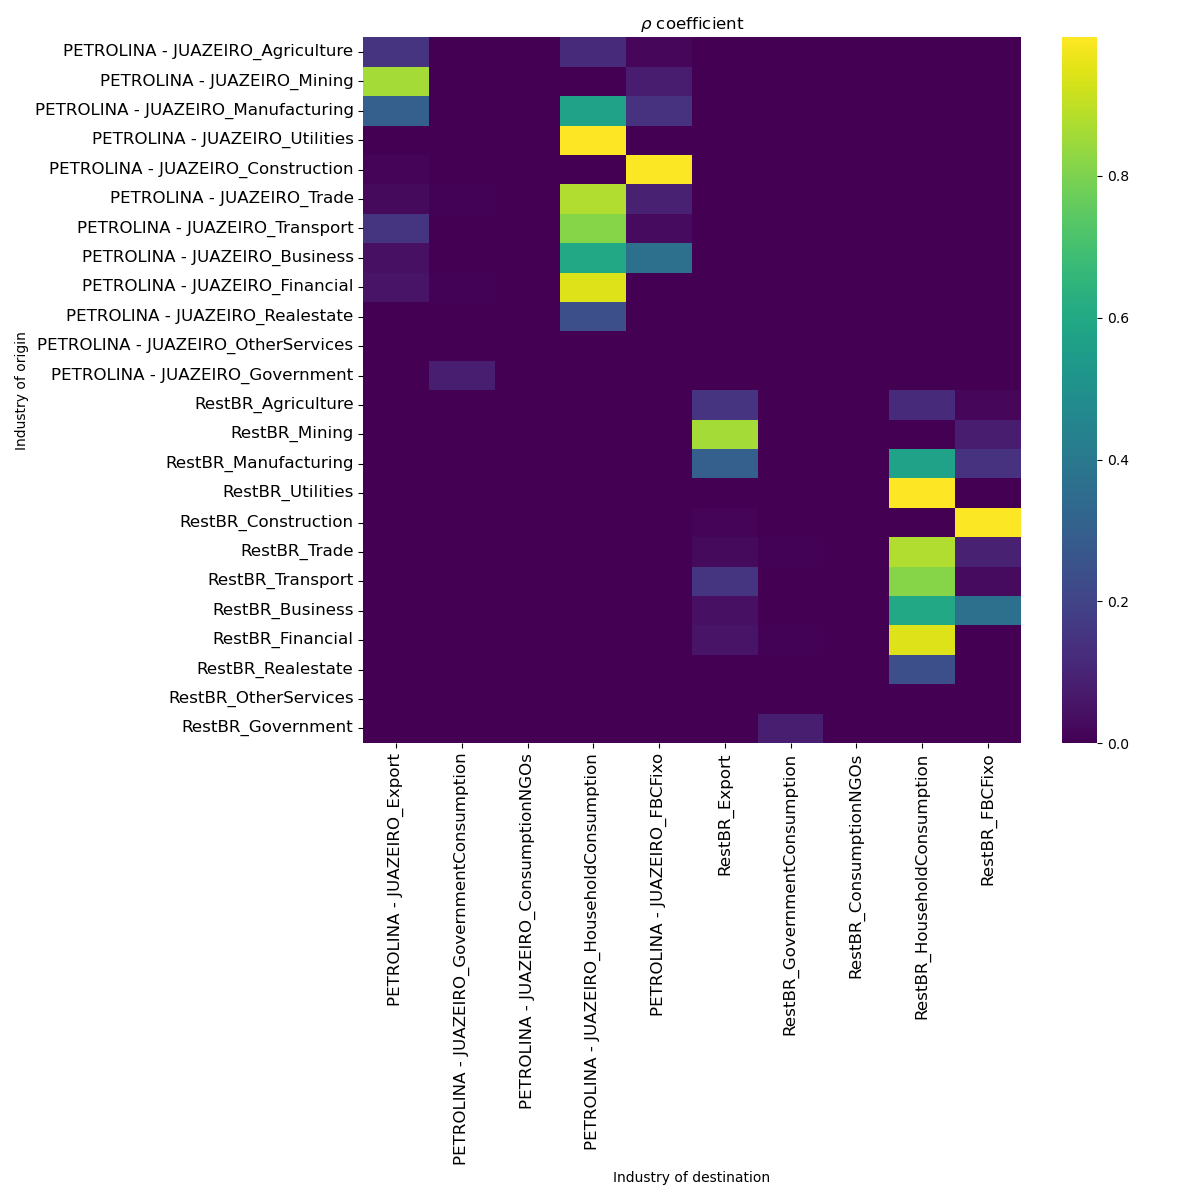 ρ coefficient
PETROLINA - JUAZEIRO_Agriculture
PETROLINA - JUAZEIRO_Mining
PETROLINA - JUAZEIRO_Manufacturing
PETROLINA - JUAZEIRO_Utilities
PETROLINA - JUAZEIRO_Construction
PETROLINA - JUAZEIRO_Trade
PETROLINA - JUAZEIRO_Transport
PETROLINA - JUAZEIRO_Business
PETROLINA - JUAZEIRO_Financial
PETROLINA - JUAZEIRO_Realestate
PETROLINA - JUAZEIRO_OtherServices
PETROLINA - JUAZEIRO_Government
RestBR_Agriculture
RestBR_Mining
RestBR_Manufacturing
RestBR_Utilities
RestBR_Construction
RestBR_Trade
RestBR_Transport
RestBR_Business
RestBR_Financial
RestBR_Realestate
RestBR_OtherServices
RestBR_Government
Industry of origin
0.8
0.6
0.4
0.2
0.0
PETROLINA - JUAZEIRO_Export
PETROLINA - JUAZEIRO_GovernmentConsumption
PETROLINA - JUAZEIRO_ConsumptionNGOs
PETROLINA - JUAZEIRO_HouseholdConsumption
PETROLINA - JUAZEIRO_FBCFixo
RestBR_Export
RestBR_GovernmentConsumption
RestBR_ConsumptionNGOs
RestBR_HouseholdConsumption
RestBR_FBCFixo
Industry of destination